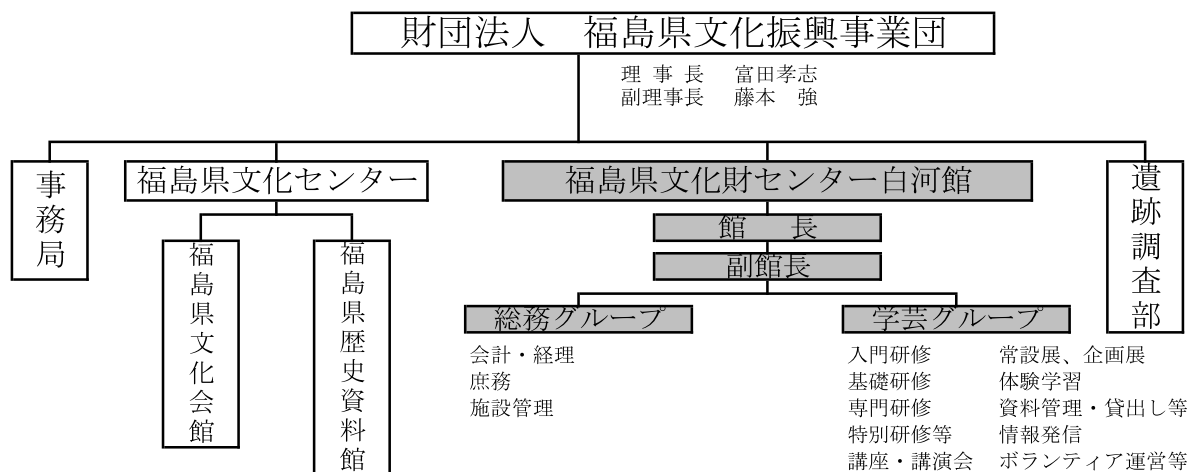 財団法人　福島県文化振興事業団
理 事 長　富田孝志
副理事長　藤本　強
事務局
福島県文化センター
福島県文化財センター白河館
遺跡調査部
館　　長
副館長
福島県文化会館
福島県歴史資料館
総務グループ
学芸グループ
会計・経理
庶務
施設管理
入門研修
基礎研修
専門研修
特別研修等
講座・講演会
常設展、企画展
体験学習
資料管理・貸出し等
情報発信
ボランティア運営等